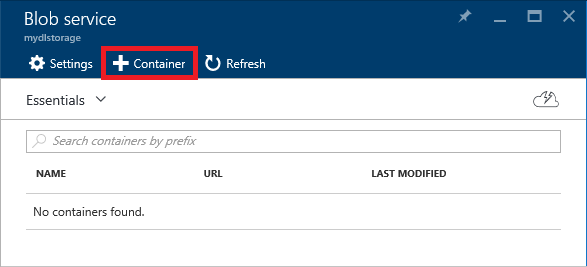 Blob service
mydlstorage
Settings Container Refresh
Essentials
Search containers by prefix
NAME URL LAST MODIFIED
No containers found.